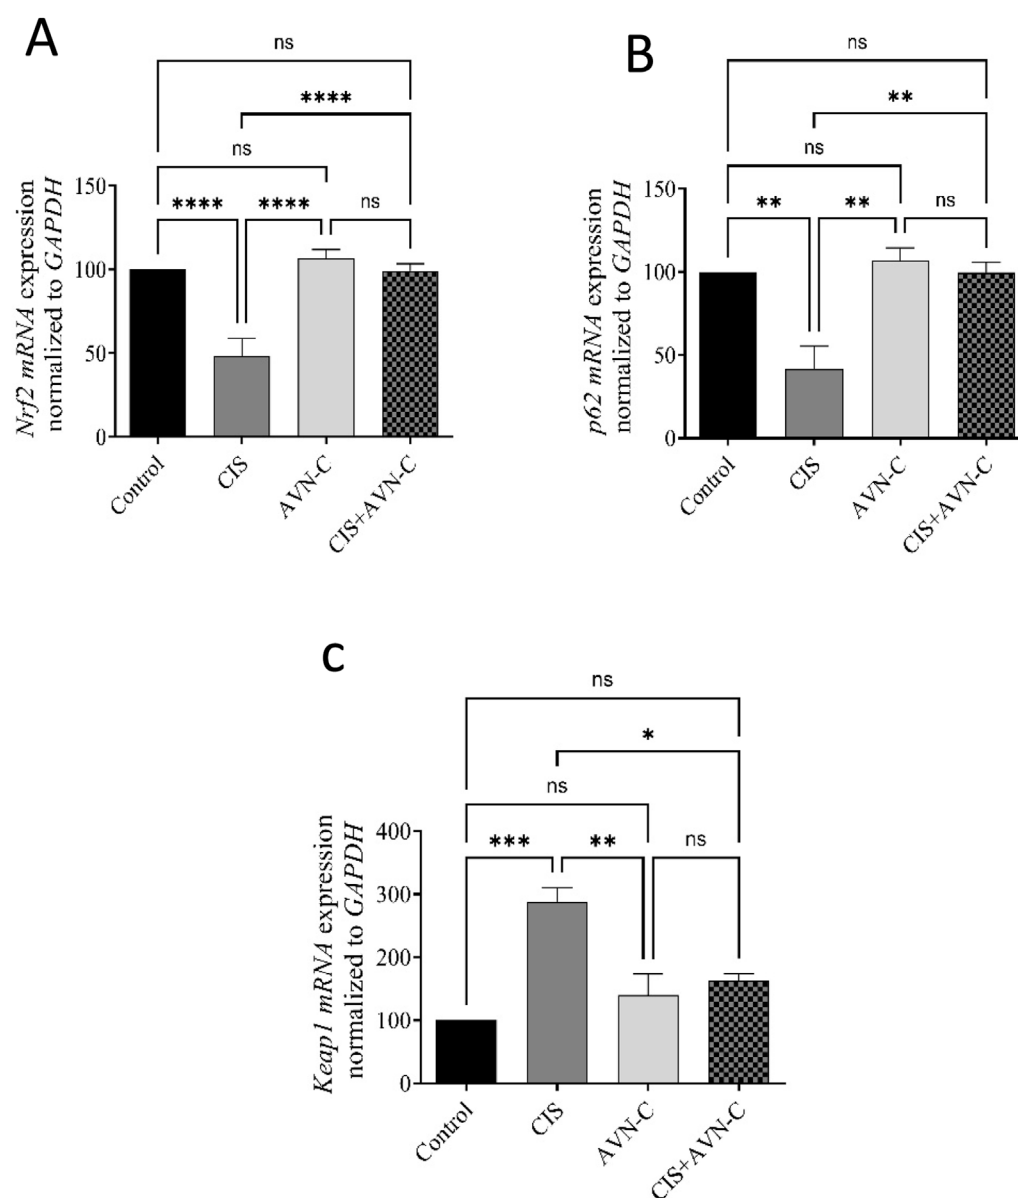 A
ns
****
ns
**** **** ns
Nrf2 mRNA expression
normalized to GAPDH
150
100
50
0
Control
CIS
AVN-C
CIS+AVN-C
B
ns
**
ns
** ** ns
p62 mRNA expression
normalized to GAPDH
150
100
50
0
Control
CIS
AVN-C
CIS+AVN-C
C
ns
*
ns
*** ** ns
Keap1 mRNA expression
normalized to GAPDH
400
300
200
100
0
Control
CIS
AVN-C
CIS+AVN-C